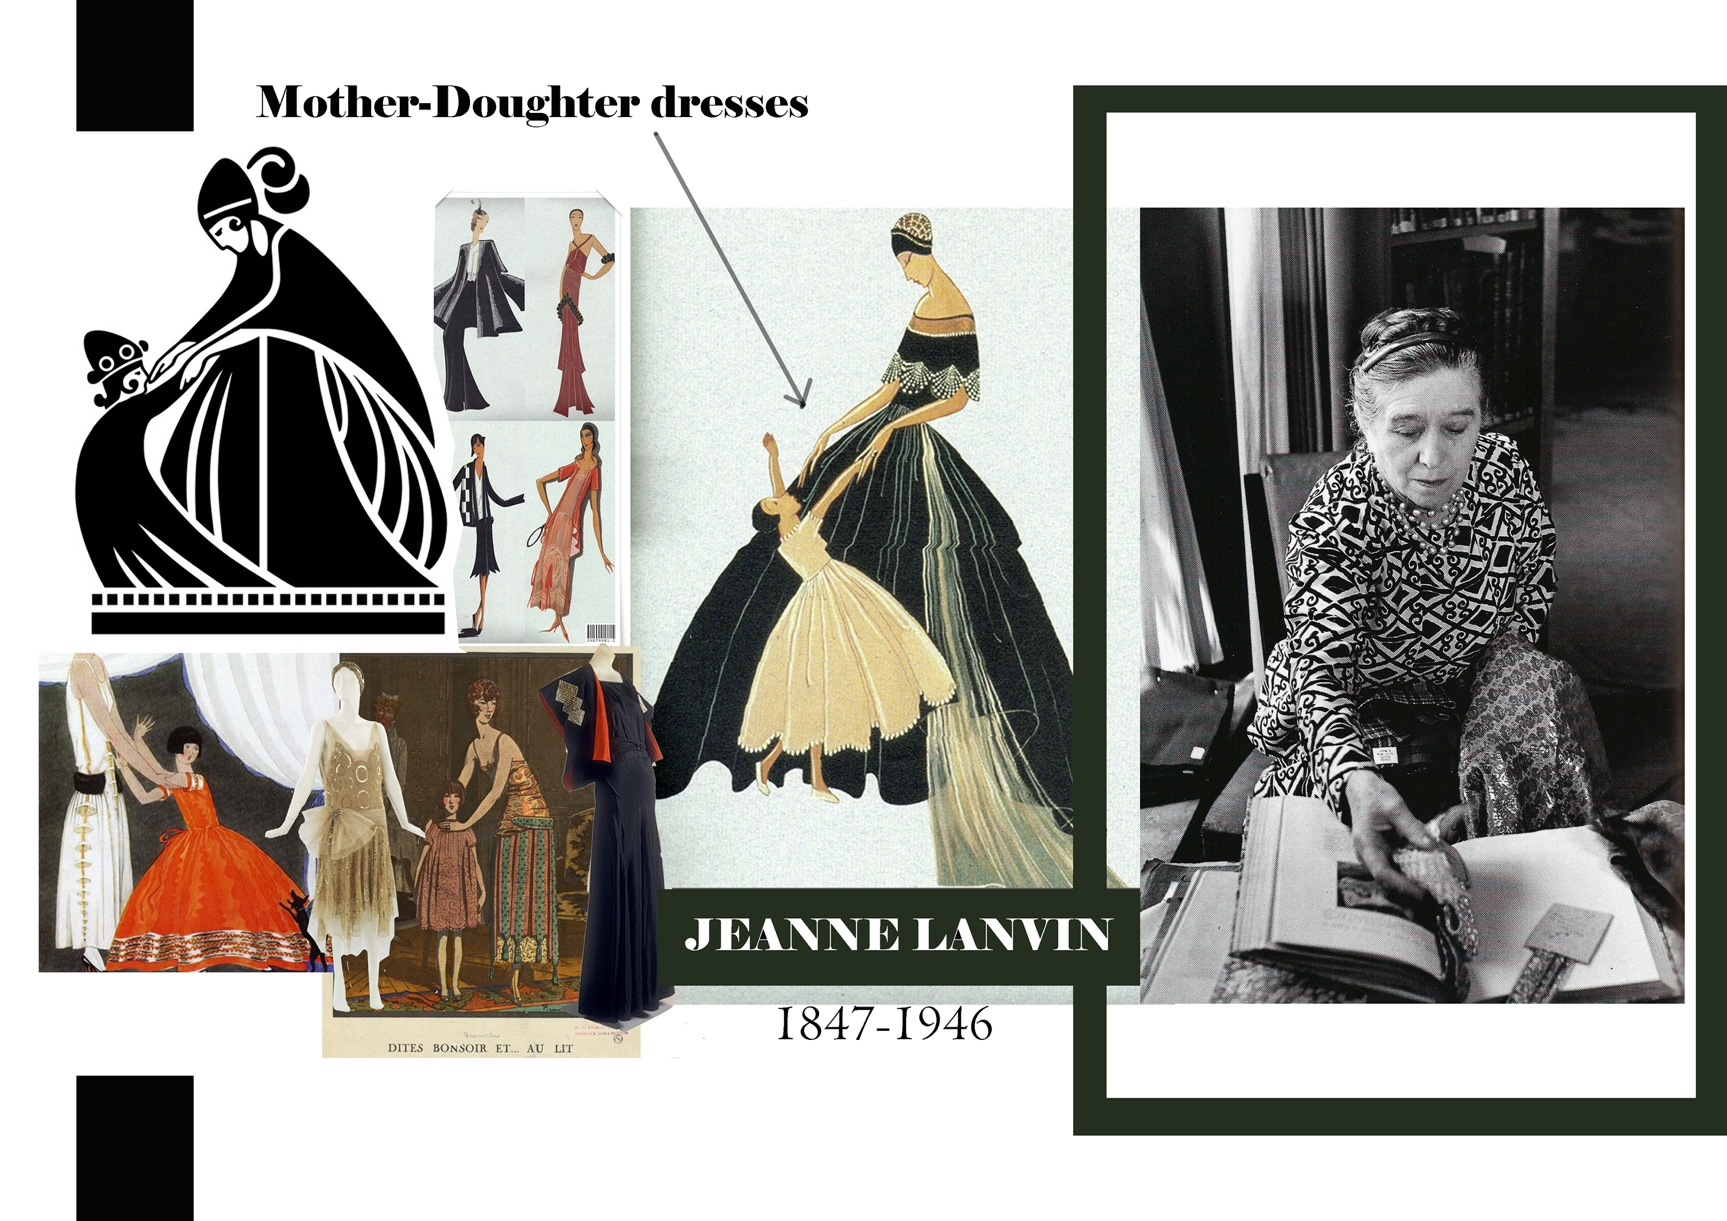 Mother-Doughter dresses
JEANNE LANVIN
1847-1946
DITES BONSOIR ET... AU LIT